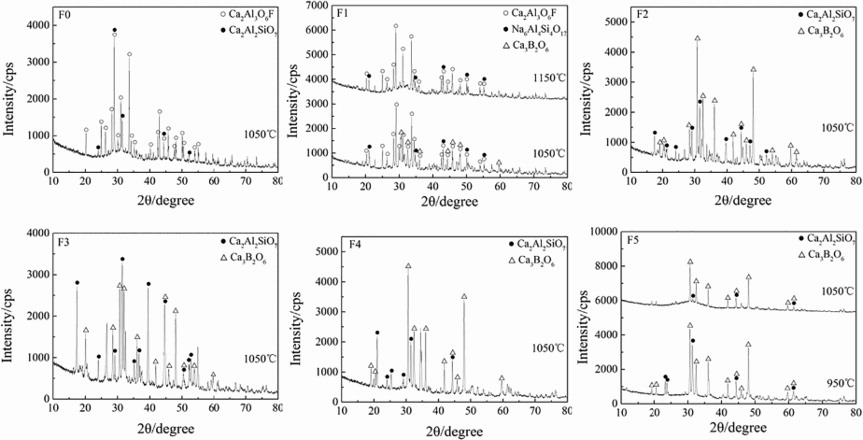 F0
○ Ca2Al3O6F
● Ca2Al2SiO7
1050℃
4000
3000
2000
1000
0
10 20 30 40 50 60 70 80
Intensity/cps
2θ/degree
F1
○ Ca2Al3O6F
● Na6Al4Si4O17
△ Ca3B2O6
1150℃
1050℃
7000
6000
5000
4000
3000
2000
1000
0
10 20 30 40 50 60 70 80
Intensity/cps
2θ/degree
F2
● Ca2Al2SiO7
△ Ca3B2O6
1050℃
5000
4000
3000
2000
1000
0
10 20 30 40 50 60 70 80
Intensity/cps
2θ/degree
F3
● Ca2Al2SiO7
△ Ca3B2O6
1050℃
4000
3000
2000
1000
0
10 20 30 40 50 60 70 80
Intensity/cps
2θ/degree
F4
● Ca2Al2SiO7
△ Ca3B2O6
1050℃
5000
4000
3000
2000
1000
0
10 20 30 40 50 60 70 80
Intensity/cps
2θ/degree
F5
● Ca2Al2SiO7
△ Ca3B2O6
1050℃
950℃
10000
8000
6000
4000
2000
0
10 20 30 40 50 60 70 80
Intensity/cps
2θ/degree